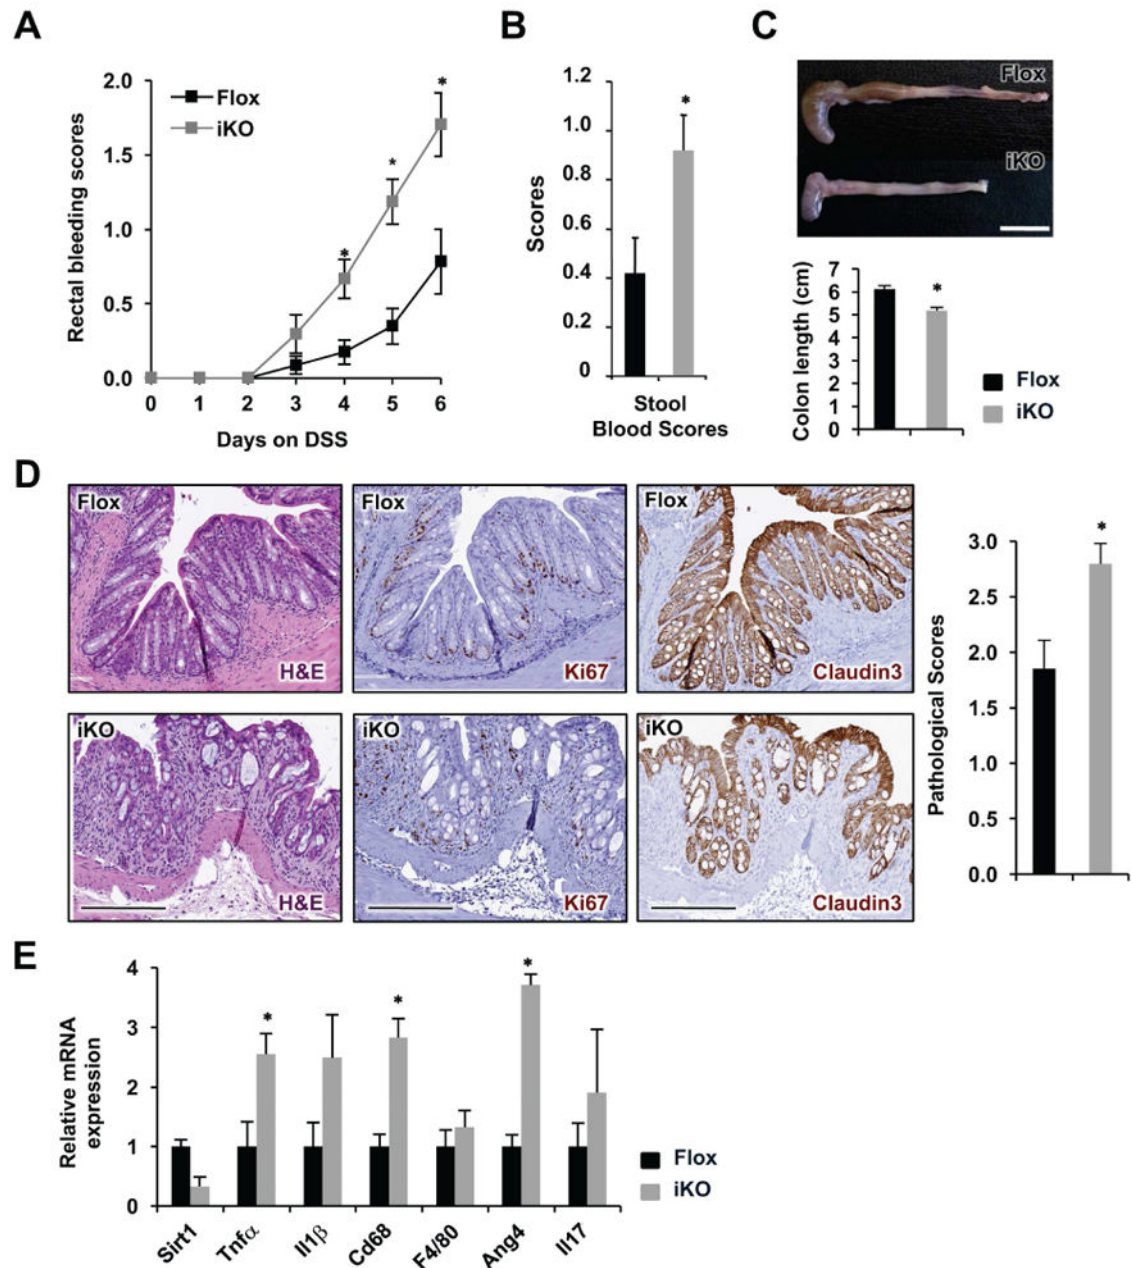 A
Rectal bleeding scores
2.0
1.5
1.0
0.5
0.0
Flox
iKO
*
*
*
0 1 2 3 4 5 6
Days on DSS
B
Scores
1.2
1.0
0.8
0.6
0.4
0.2
0
*
Stool
Blood Scores
C
Flox
iKO
Colon length (cm)
7
6
5
4
3
2
1
0
*
Flox
iKO
D
Flox
H&E
Flox
Ki67
Flox
Claudin3
iKO
H&E
iKO
Ki67
iKO
Claudin3
Pathological Scores
3.0
2.5
2.0
1.5
1.0
0.5
0.0
*
E
Relative mRNA
expression
4
3
2
1
0
*
*
*
Sirt1 Tnfα Il1β Cd68 F4/80 Ang4 Il17
Flox
iKO